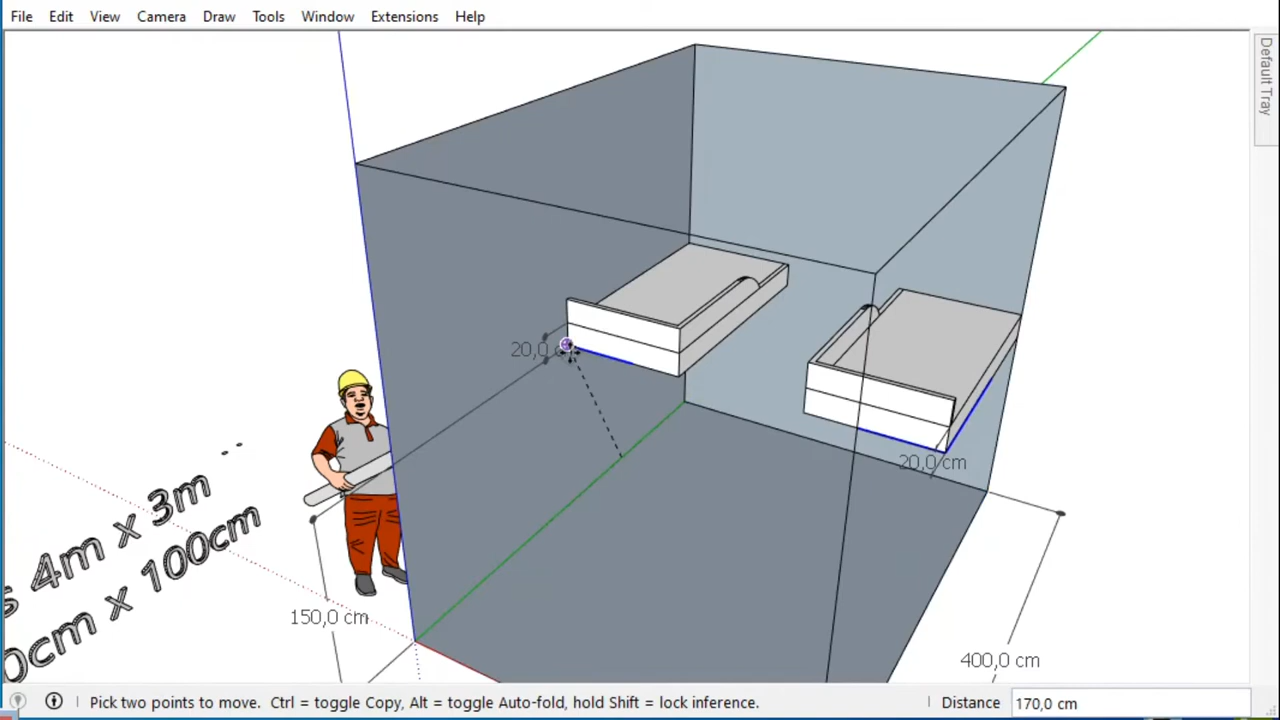 File Edit View Camera Draw Tools Window Extensions Help
Default Tray
20,0 c
20,0 cm
s 4m x 3m
0cm x 100cm
150,0 cm
400,0 cm
Pick two points to move. Ctrl = toggle Copy, Alt = toggle Auto-fold, hold Shift = lock inference.
Distance 170,0 cm